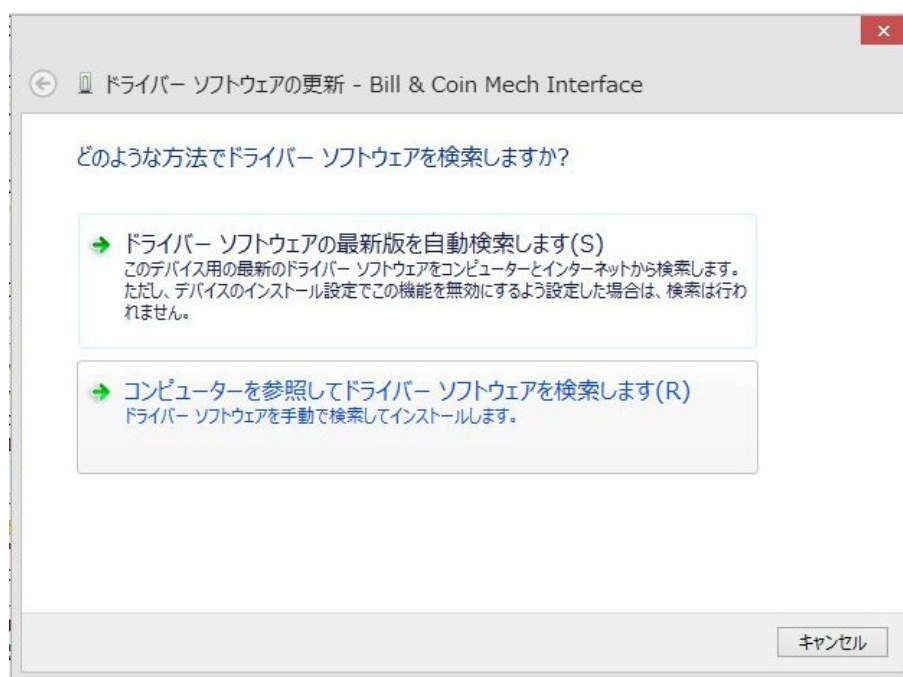 ドライバー ソフトウェアの更新 - Bill & Coin Mech Interface
どのような方法でドライバー ソフトウェアを検索しますか?
ドライバー ソフトウェアの最新版を自動検索します(S)
このデバイス用の最新のドライバー ソフトウェアをコンピューターとインターネットから検索します。
ただし、デバイスのインストール設定でこの機能を無効にするよう設定した場合は、検索は行わ
れません。
コンピューターを参照してドライバー ソフトウェアを検索します(R)
ドライバー ソフトウェアを手動で検索してインストールします。
キャンセル